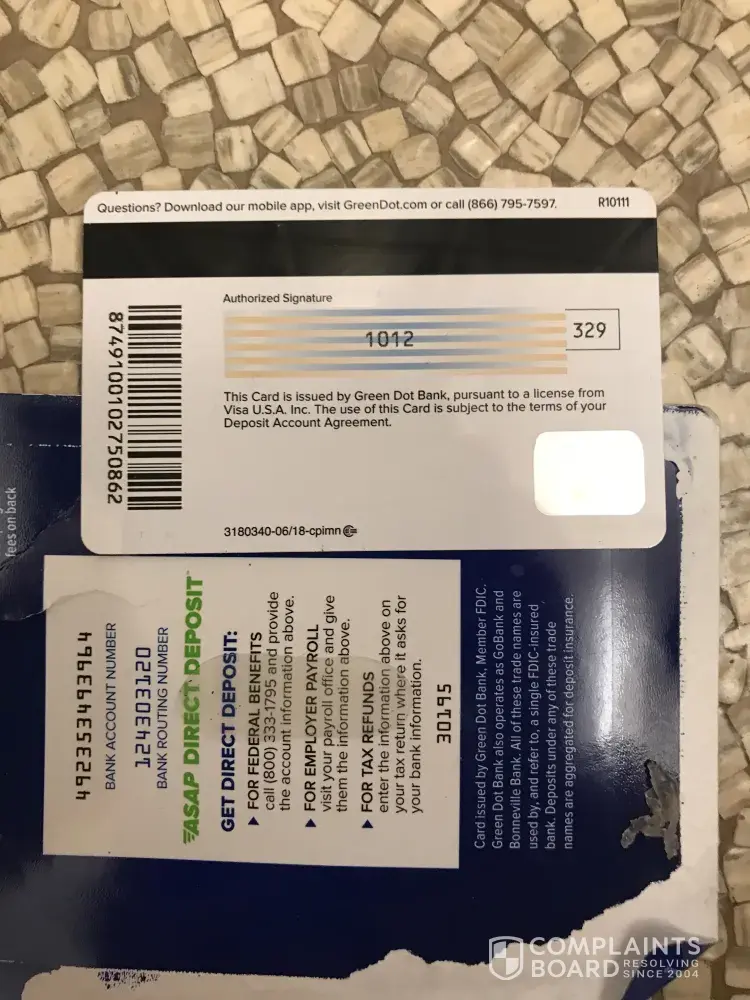 Questions? Download our mobile app, visit GreenDot.com or call (866) 795-7597.
R10111
Authorized Signature
1012
329
This Card is issued by Green Dot Bank, pursuant to a license from
Visa U.S.A. Inc. The use of this Card is subject to the terms of your
Deposit Account Agreement.
8749100102750862
3180340-06/18-cpimn
fees on back
492353493964
BANK ACCOUNT NUMBER
124303120
BANK ROUTING NUMBER
ASAP DIRECT DEPOSIT™
GET DIRECT DEPOSIT:
▶ FOR FEDERAL BENEFITS
call (800) 333-1795 and provide
the account information above.
▶ FOR EMPLOYER PAYROLL
visit your payroll office and give
them the information above.
▶ FOR TAX REFUNDS
enter the information above on
your tax return where it asks for
your bank information.
30195
Card issued by Green Dot Bank, Member FDIC.
Green Dot Bank also operates as GoBank and
Bonneville Bank. All of these trade names are
used by, and refer to, a single FDIC-insured
bank. Deposits under any of these trade
names are aggregated for deposit insurance.
COMPLAINTS
BOARD RESOLVING
SINCE 2004